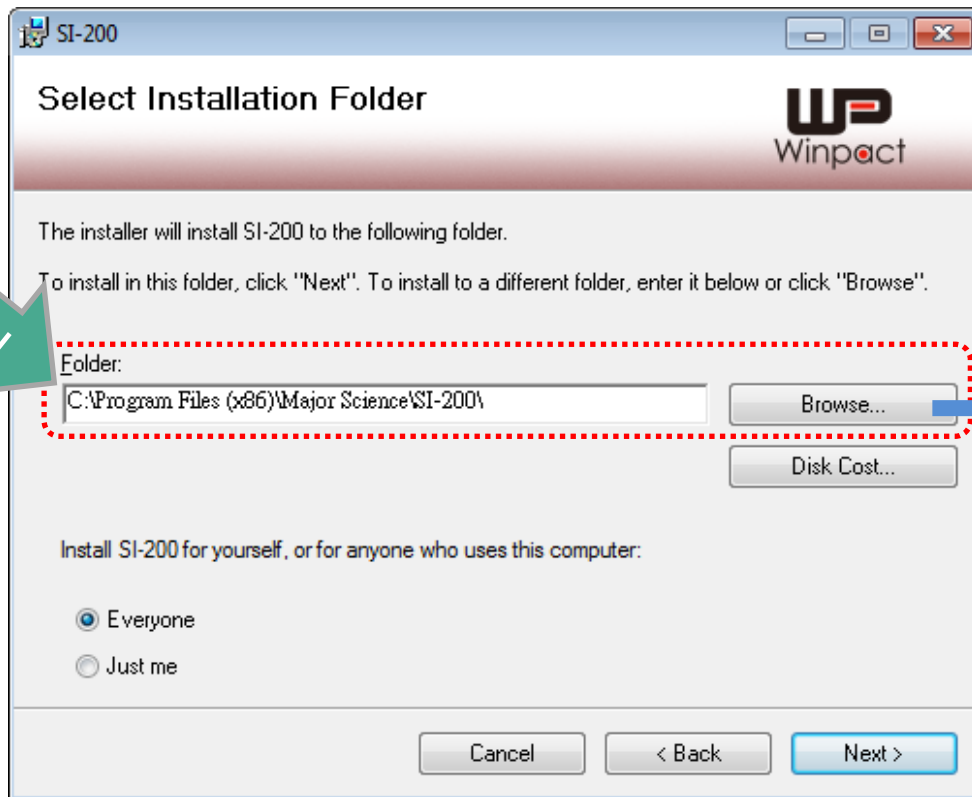 SI-200
Select Installation Folder
WP
Winpact
The installer will install SI-200 to the following folder.
To install in this folder, click "Next". To install to a different folder, enter it below or click "Browse".
Folder:
C:\Program Files (x86)\Major Science\SI-200\
Browse...
Disk Cost...
Install SI-200 for yourself, or for anyone who uses this computer:
Everyone
Just me
Cancel
< Back
Next >